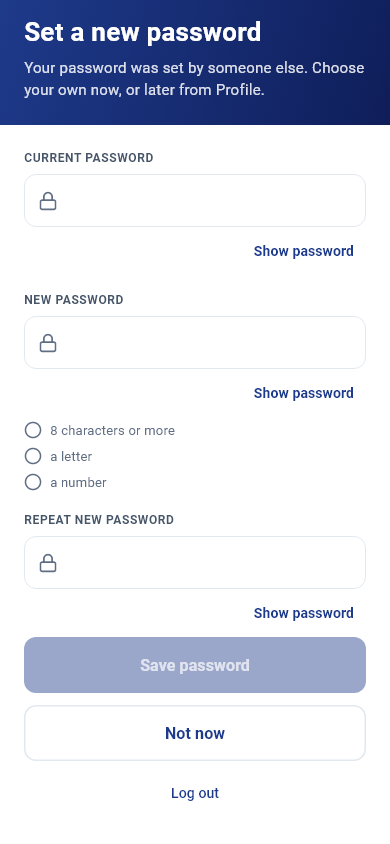 Set a new password
Your password was set by someone else. Choose
your own now, or later from Profile.
CURRENT PASSWORD
Show password
NEW PASSWORD
Show password
8 characters or more
a letter
a number
REPEAT NEW PASSWORD
Show password
Save password
Not now
Log out